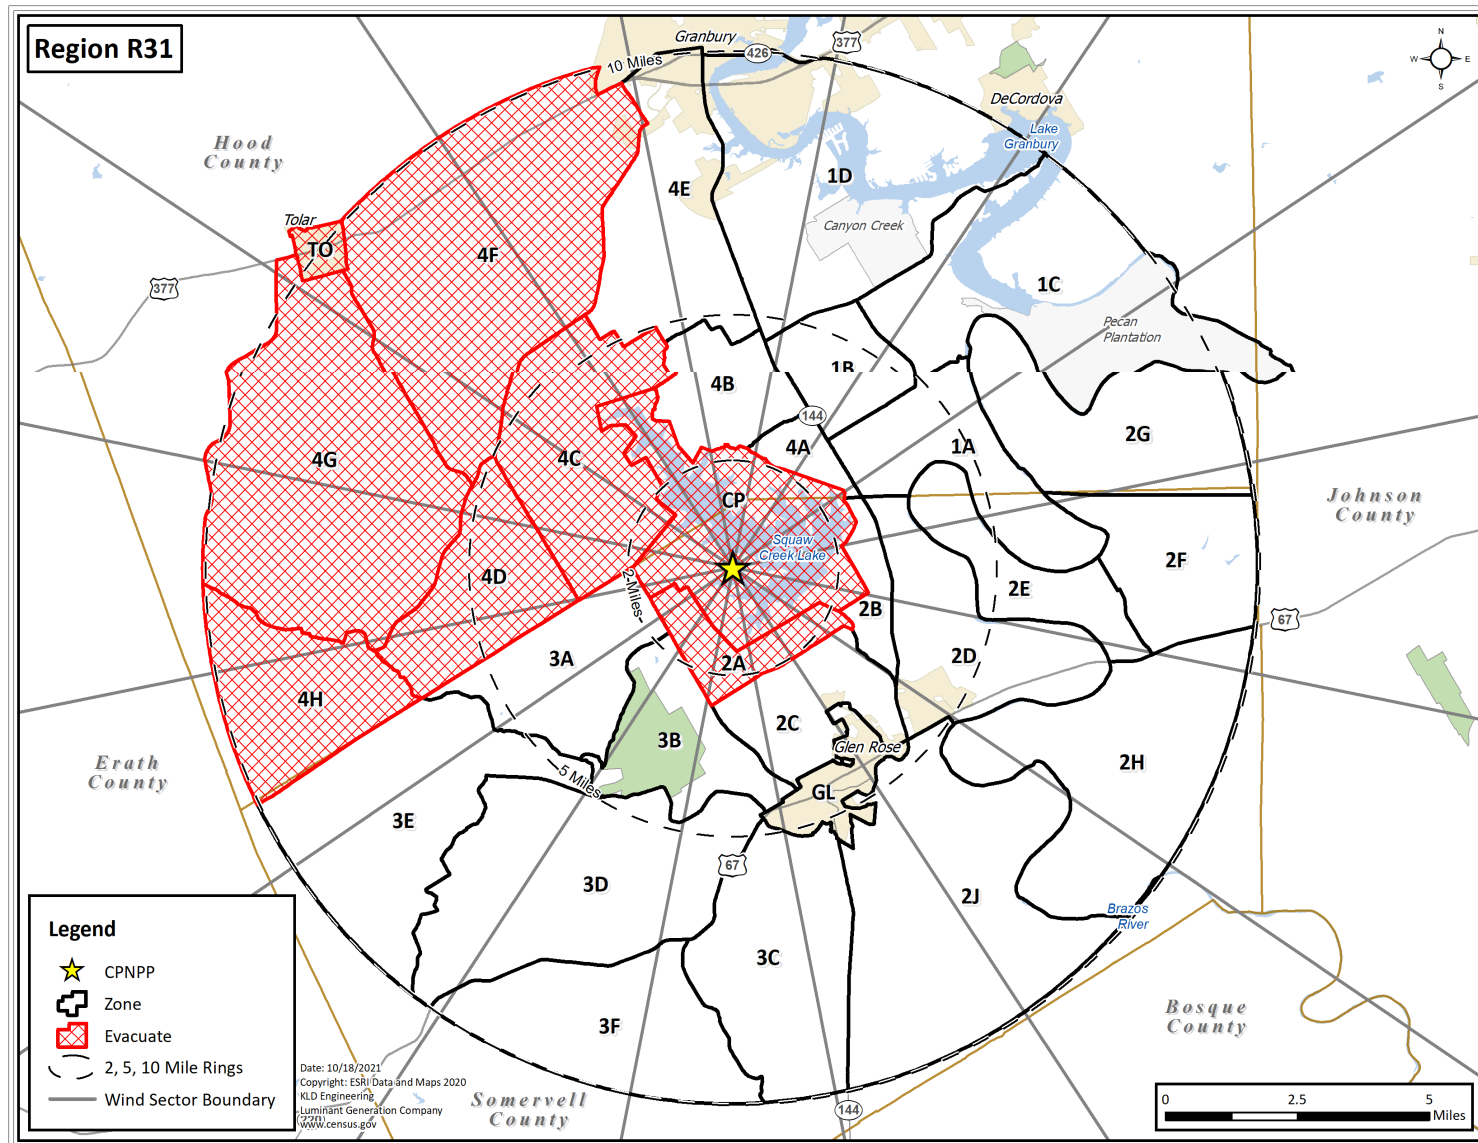 Region R31
Granbury
426
377
10 Miles
N
W
E
S
DeCordova
Lake
Granbury
Hood
County
4E
1D
Tolar
TO
4F
Canyon Creek
377
1C
Pecan
Plantation
1B
4B
144
4A
1A
2G
4G
4C
CP
Johnson
County
Squaw
Creek Lake
2F
4D
2-Miles
2B
2E
67
3A
2A
2D
4H
2C
3B
Glen Rose
Erath
County
2H
5 Miles
GL
3E
67
3D
2J
Brazos
River
3C
Bosque
County
3F
Legend
CPNPP
Zone
Evacuate
2, 5, 10 Mile Rings
Wind Sector Boundary
Date: 10/18/2021
Copyright: ESRI Data and Maps 2020
KLD Engineering
Luminant Generation Company
www.census.gov
220
Somervell
County
144
0
2.5
5
Miles